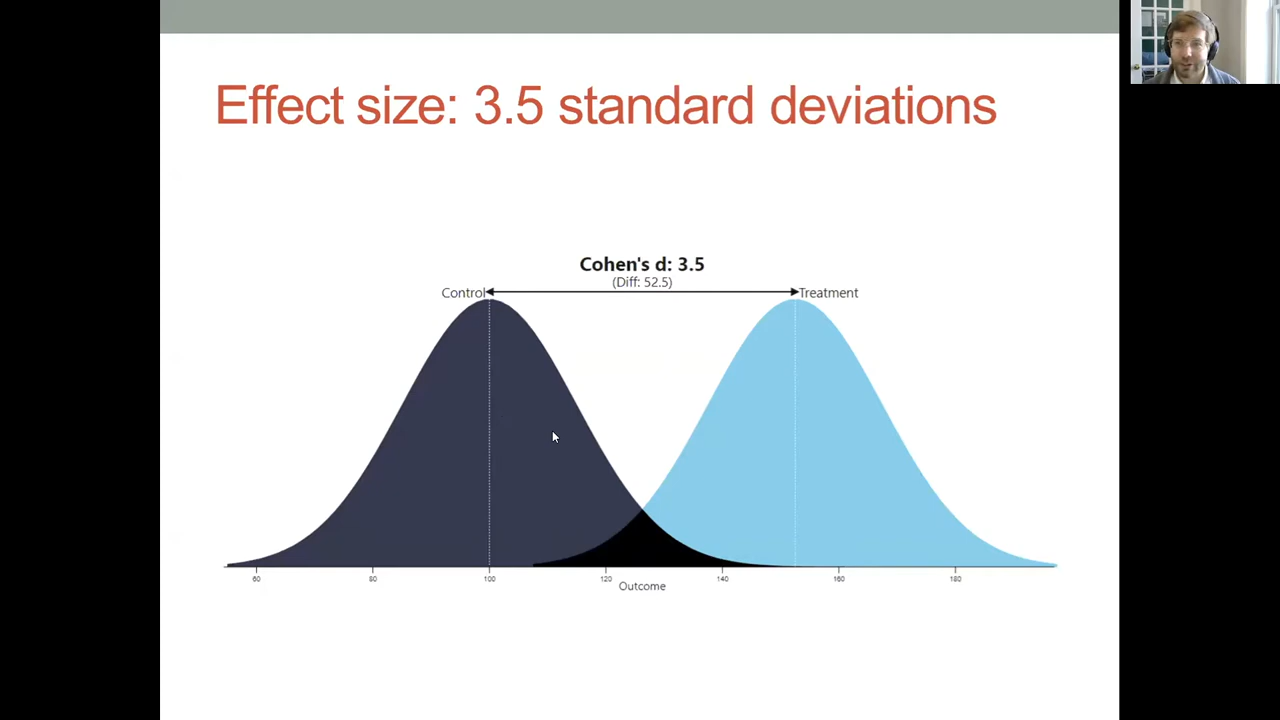 Effect size: 3.5 standard deviations
Cohen's d: 3.5
(Diff: 52.5)
Control
Treatment
60 80 100 120 140 160 180
Outcome